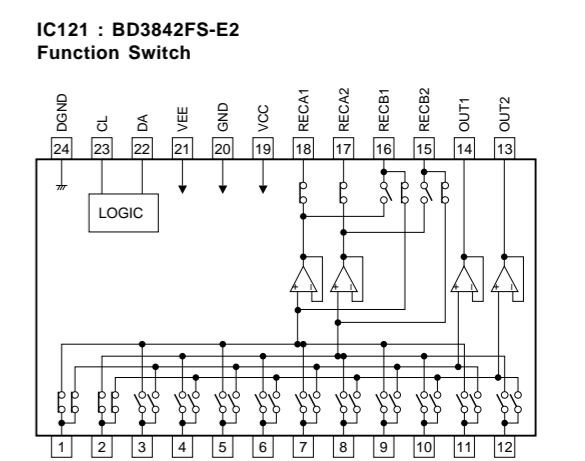 IC121 : BD3842FS-E2
Function Switch
DGND CL DA VEE GND VCC RECA1 RECA2 RECB1 RECB2 OUT1 OUT2
24 23 22 21 20 19 18 17 16 15 14 13
LOGIC
+ − + − + − + −
1 2 3 4 5 6 7 8 9 10 11 12